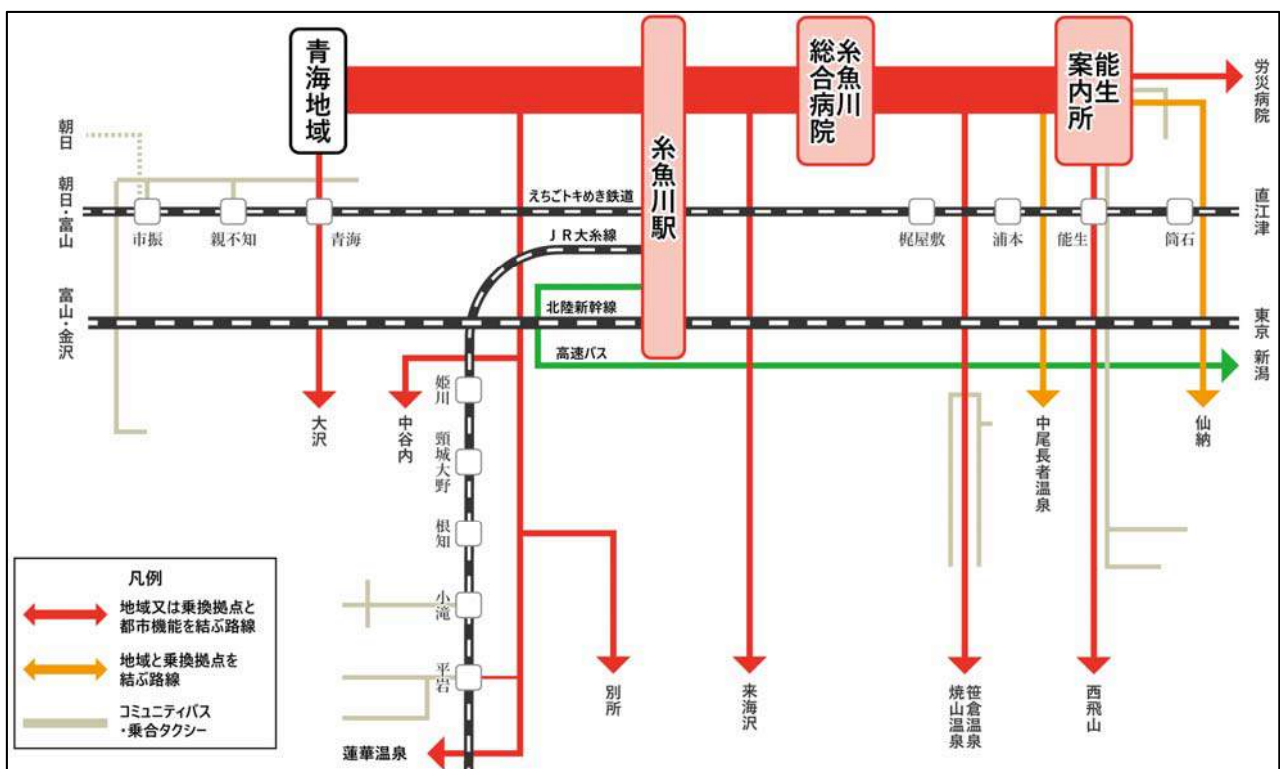 青海地域
糸魚川駅
糸魚川
総合病院
能生
案内所
労災病院
朝日
朝日・富山
えちごトキめき鉄道
直江津
市振
親不知
青海
梶屋敷
浦本
能生
筒石
JR大糸線
富山・金沢
北陸新幹線
東京
高速バス
新潟
姫川
頸城大野
根知
小滝
平岩
大沢
中谷内
中尾長者温泉
仙納
別所
来海沢
笹倉温泉
焼山温泉
西飛山
蓮華温泉
凡例
地域又は乗換拠点と
都市機能を結ぶ路線
地域と乗換拠点を
結ぶ路線
コミュニティバス
・乗合タクシー